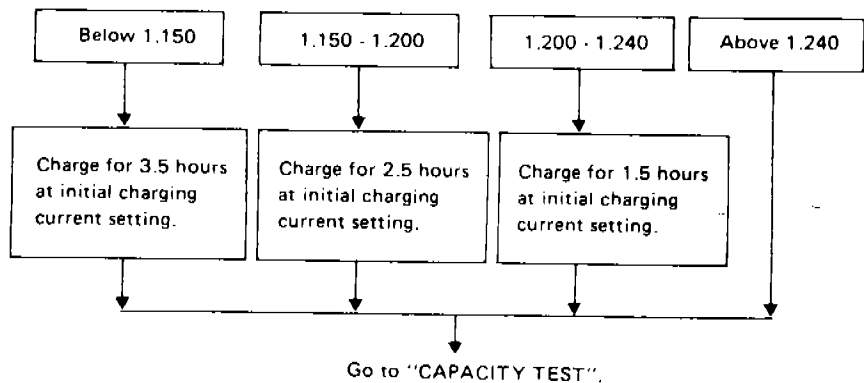 Below 1.150
1.150 - 1.200
1.200 - 1.240
Above 1.240
Charge for 3.5 hours
at initial charging
current setting.
Charge for 2.5 hours
at initial charging
current setting.
Charge for 1.5 hours
at initial charging
current setting.
Go to "CAPACITY TEST".